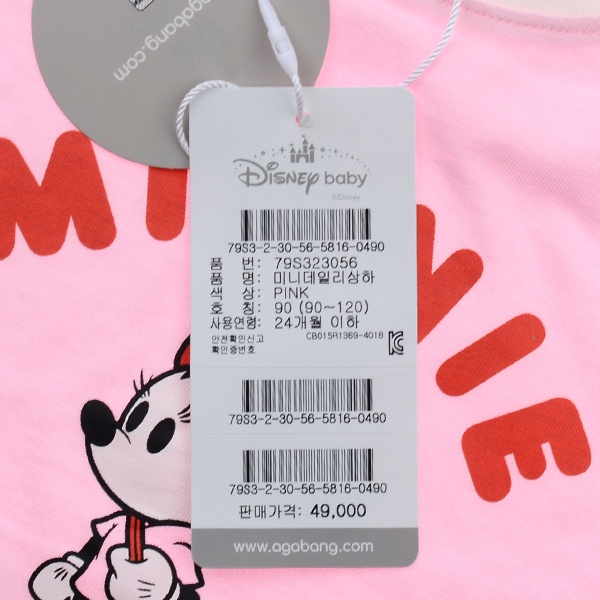 agabang.com
MINNIE
Disney baby
©Disney
79S3-2-30-56-5816-0490
품 번: 79S323056
품 명: 미니데일리상하
색 상: PINK
호 칭: 90 (90~120)
사용연령: 24개월 이하
안전확인신고
확인증번호 CB015R1369-4016
79S3-2-30-56-5816-0490
79S3-2-30-56-5816-0490
판매가격: 49,000
www.agabang.com